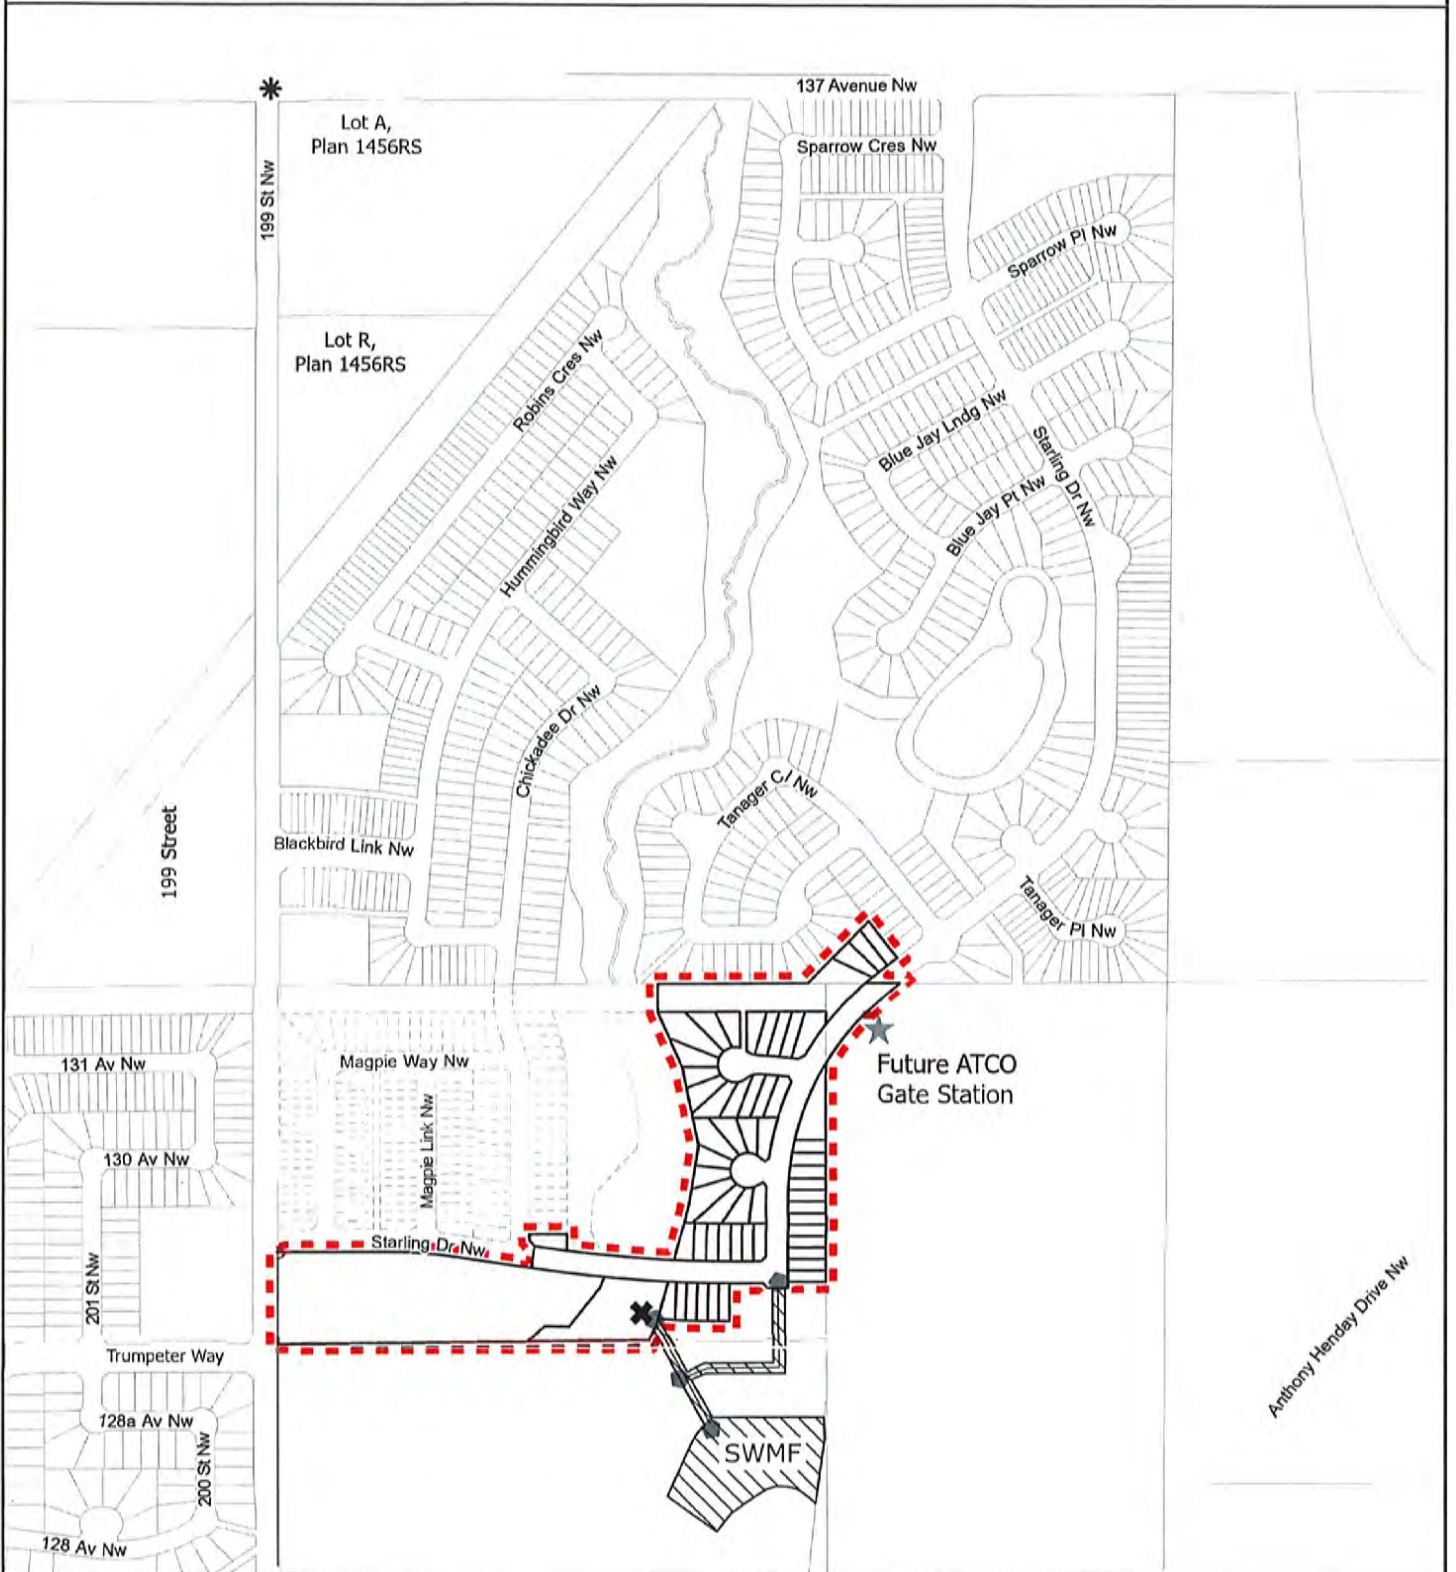 137 Avenue Nw
Lot A,
Plan 1456RS
Sparrow Cres Nw
199 St Nw
Sparrow Pl Nw
Lot R,
Plan 1456RS
Robins Cres Nw
Blue Jay Lndg Nw
Starling Dr Nw
Hummingbird Way Nw
Blue Jay Pt Nw
Chickadee Dr Nw
Tanager Cl Nw
199 Street
Blackbird Link Nw
Tanager Pl Nw
131 Av Nw
Magpie Way Nw
Future ATCO
Gate Station
Magpie Link Nw
130 Av Nw
Starling Dr Nw
201 St Nw
Anthony Henday Drive Nw
Trumpeter Way
128a Av Nw
200 St Nw
SWMF
128 Av Nw